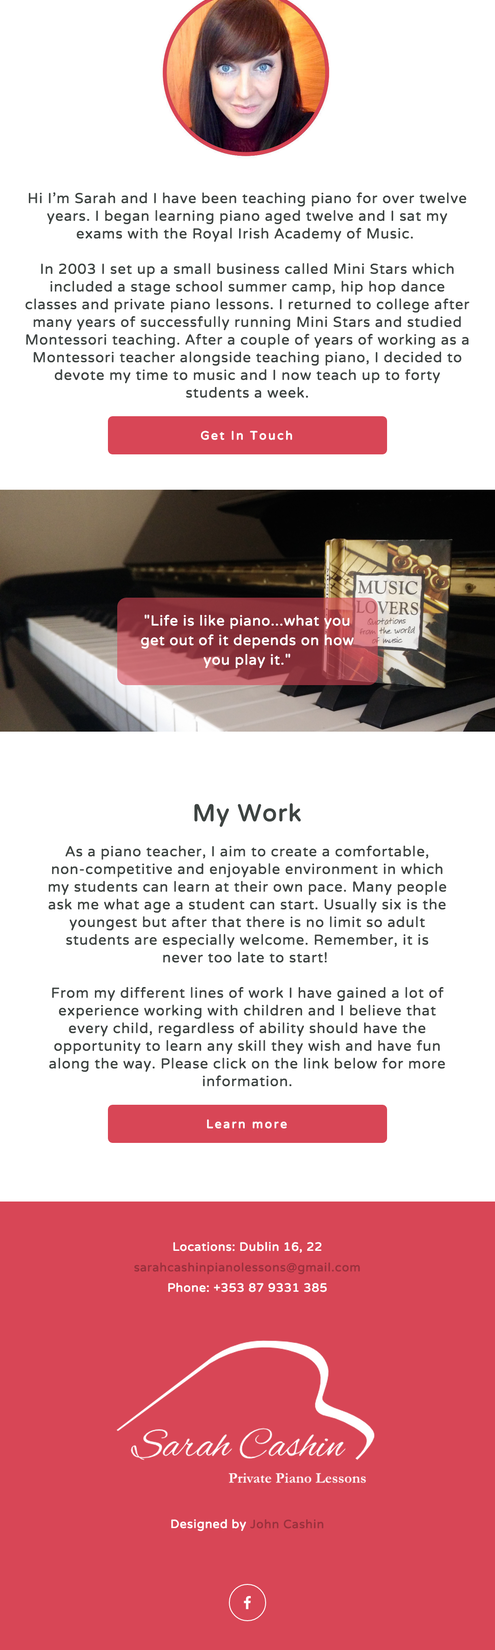 Hi I'm Sarah and I have been teaching piano for over twelve
years. I began learning piano aged twelve and I sat my
exams with the Royal Irish Academy of Music.
In 2003 I set up a small business called Mini Stars which
included a stage school summer camp, hip hop dance
classes and private piano lessons. I returned to college after
many years of successfully running Mini Stars and studied
Montessori teaching. After a couple of years of working as a
Montessori teacher alongside teaching piano, I decided to
devote my time to music and I now teach up to forty
students a week.
Get In Touch
MUSIC
LOVERS
Quotations
from the world
of music
"Life is like piano...what you
get out of it depends on how
you play it."
My Work
As a piano teacher, I aim to create a comfortable,
non-competitive and enjoyable environment in which
my students can learn at their own pace. Many people
ask me what age a student can start. Usually six is the
youngest but after that there is no limit so adult
students are especially welcome. Remember, it is
never too late to start!
From my different lines of work I have gained a lot of
experience working with children and I believe that
every child, regardless of ability should have the
opportunity to learn any skill they wish and have fun
along the way. Please click on the link below for more
information.
Learn more
Locations: Dublin 16, 22
sarahcashinpianolessons@gmail.com
Phone: +353 87 9331 385
Sarah Cashin
Private Piano Lessons
Designed by John Cashin